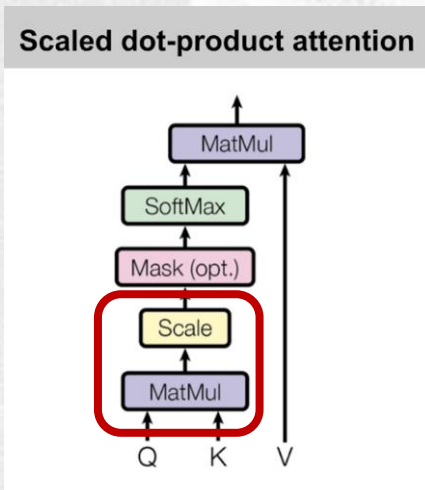 Scaled dot-product attention
MatMul
SoftMax
Mask (opt.)
Scale
MatMul
Q K V